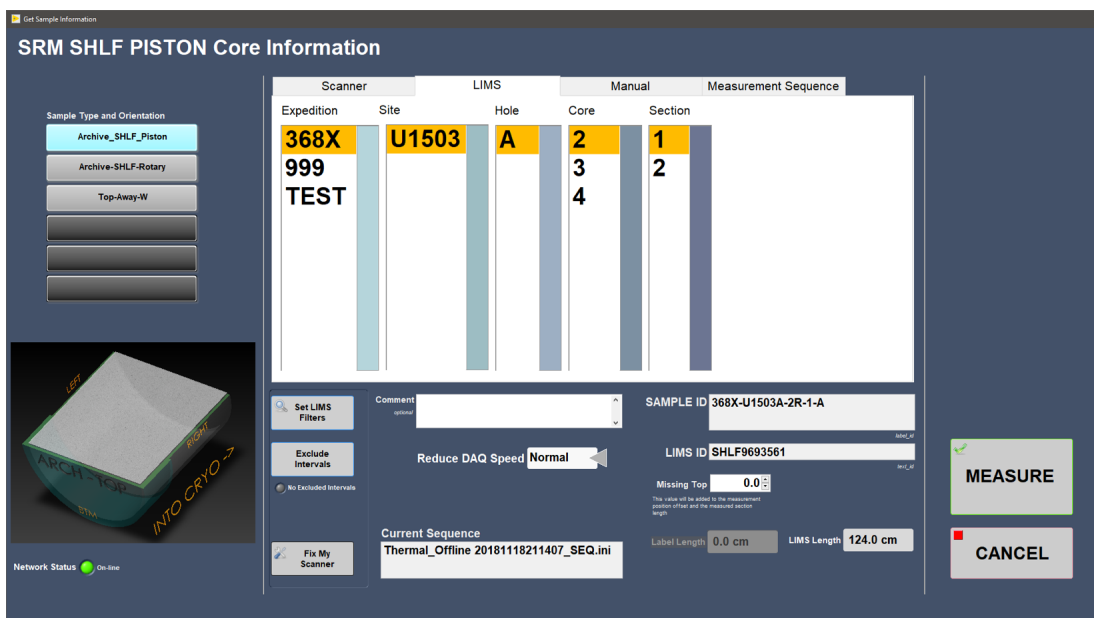 Get Sample Information
SRM SHLF PISTON Core Information
Sample Type and Orientation
Archive_SHLF_Piston
Archive-SHLF-Rotary
Top-Away-W
LEFT
RIGHT
ARCH-TOP
BTM
INTO CRYO ->
Network Status On-line
Scanner LIMS Manual Measurement Sequence
Expedition Site Hole Core Section
368X U1503 A 2 1
999 3 2
TEST 4
Set LIMS
Filters
Exclude
Intervals
No Excluded Intervals
Fix My
Scanner
Comment
optional
Reduce DAQ Speed Normal
Current Sequence
Thermal_Offline 20181118211407_SEQ.ini
SAMPLE ID 368X-U1503A-2R-1-A
label_id
LIMS ID SHLF9693561
text_id
Missing Top 0.0
This value will be added to the measurement
position offset and the measured section
length
Label Length 0.0 cm LIMS Length 124.0 cm
MEASURE
CANCEL